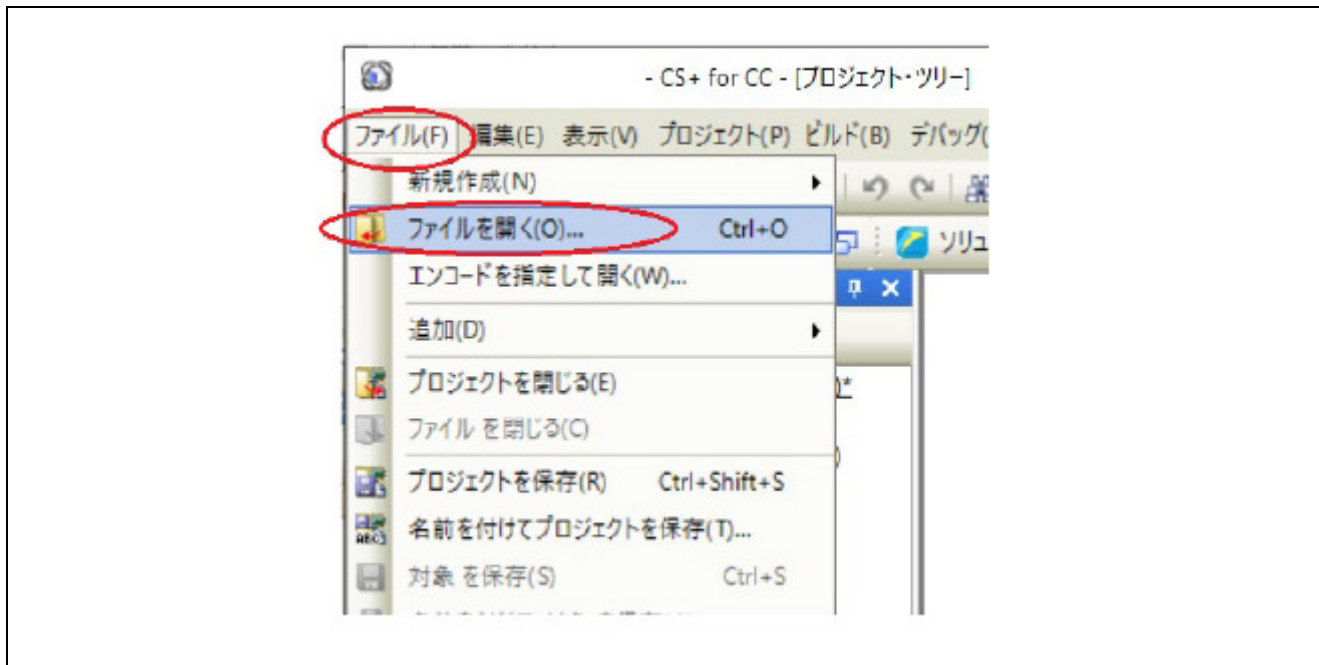 - CS+ for CC - [プロジェクト・ツリー]
ファイル(F) 編集(E) 表示(V) プロジェクト(P) ビルド(B) デバッグ(
新規作成(N)
ファイルを開く(O)... Ctrl+O
ソリュ
エンコードを指定して開く(W)...
追加(D)
プロジェクトを閉じる(E)
ファイル を閉じる(C)
プロジェクトを保存(R) Ctrl+Shift+S
名前を付けてプロジェクトを保存(T)...
対象 を保存(S) Ctrl+S